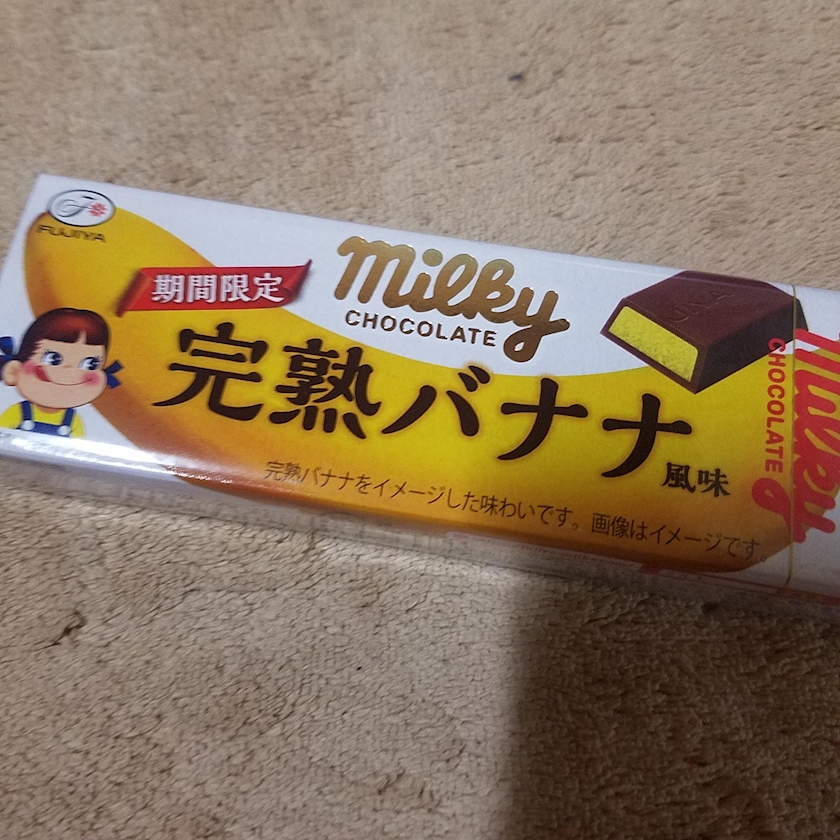 FUJIYA
期間限定
milky
CHOCOLATE
完熟バナナ
風味
完熟バナナをイメージした味わいです。画像はイメージです。
milky
CHOCOLATE